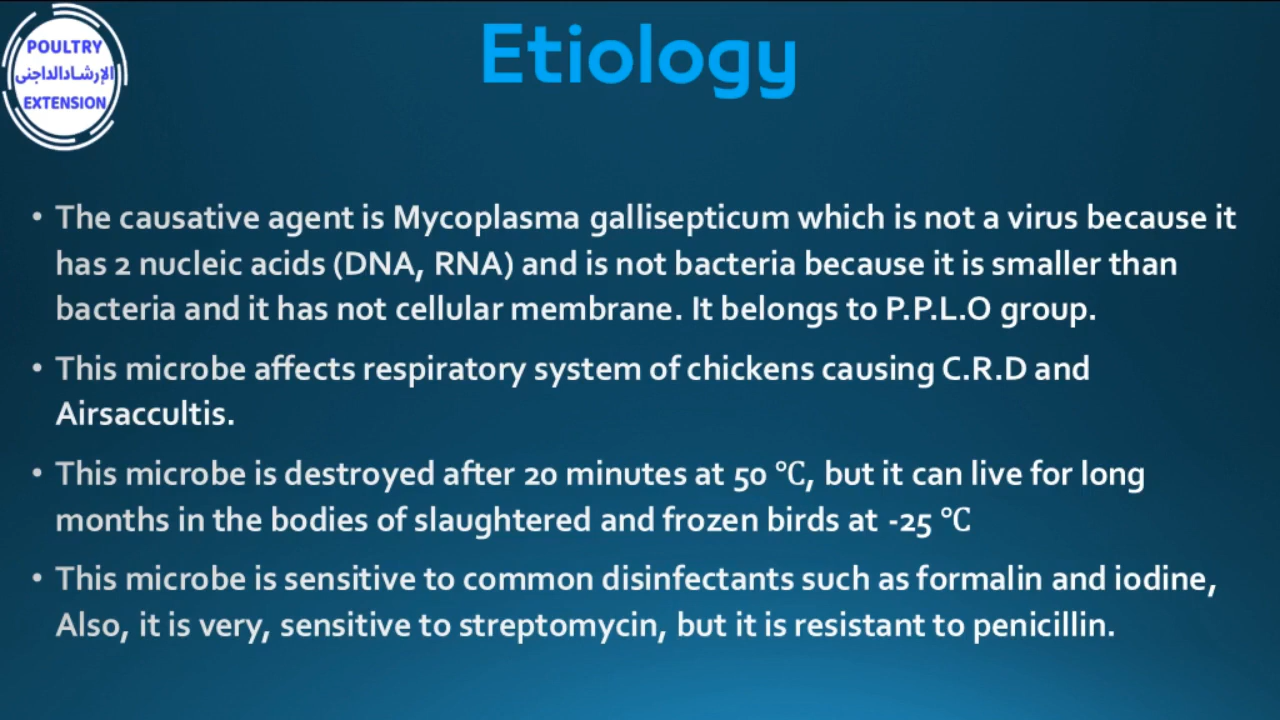 POULTRY
الإرشادالداجنى
EXTENSION
Etiology
• The causative agent is Mycoplasma gallisepticum which is not a virus because it
has 2 nucleic acids (DNA, RNA) and is not bacteria because it is smaller than
bacteria and it has not cellular membrane. It belongs to P.P.L.O group.
• This microbe affects respiratory system of chickens causing C.R.D and
Airsaccultis.
• This microbe is destroyed after 20 minutes at 50 ℃, but it can live for long
months in the bodies of slaughtered and frozen birds at -25 ℃
• This microbe is sensitive to common disinfectants such as formalin and iodine,
Also, it is very, sensitive to streptomycin, but it is resistant to penicillin.